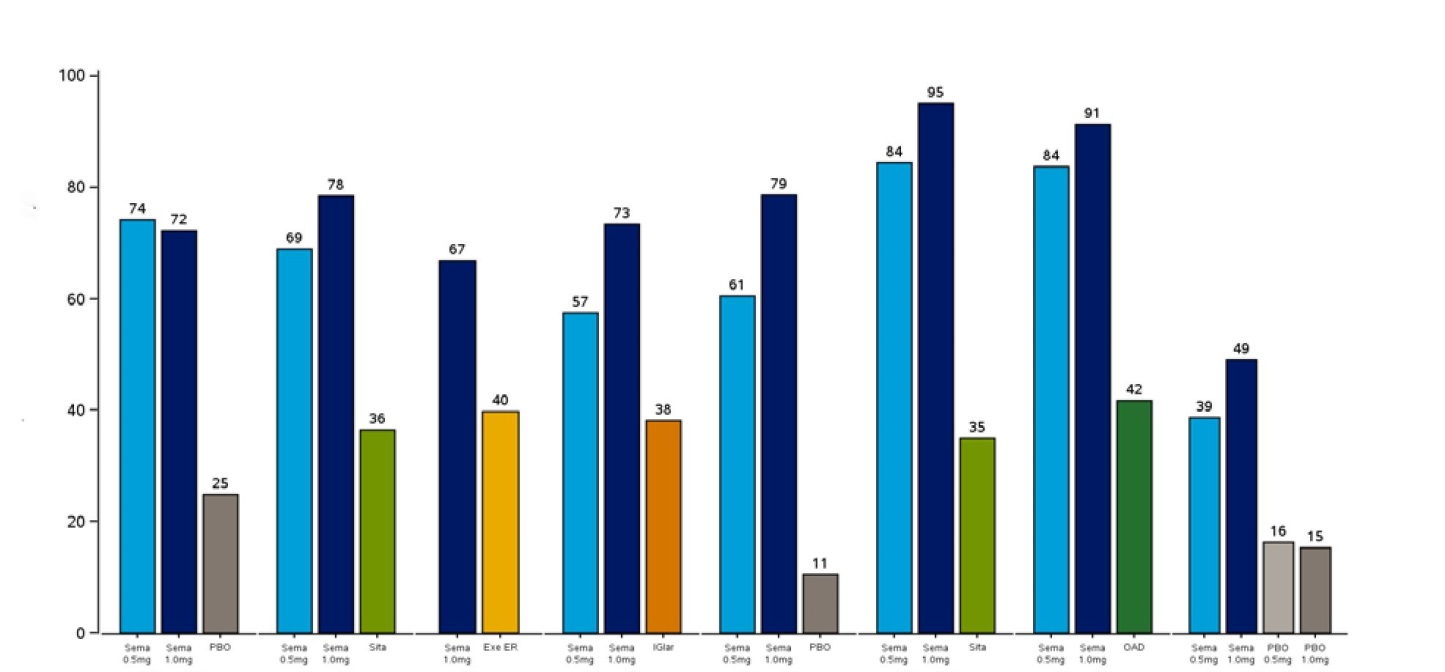 100
80
60
40
20
0
74
72
25
69
78
36
67
40
57
73
38
61
79
11
84
95
35
84
91
42
39
49
16
15
Sema
0.5mg
Sema
1.0mg
PBO
Sema
0.5mg
Sema
1.0mg
Sita
Sema
1.0mg
Exe ER
Sema
0.5mg
Sema
1.0mg
IGlar
Sema
0.5mg
Sema
1.0mg
PBO
Sema
0.5mg
Sema
1.0mg
Sita
Sema
0.5mg
Sema
1.0mg
OAD
Sema
0.5mg
Sema
1.0mg
PBO
0.5mg
PBO
1.0mg